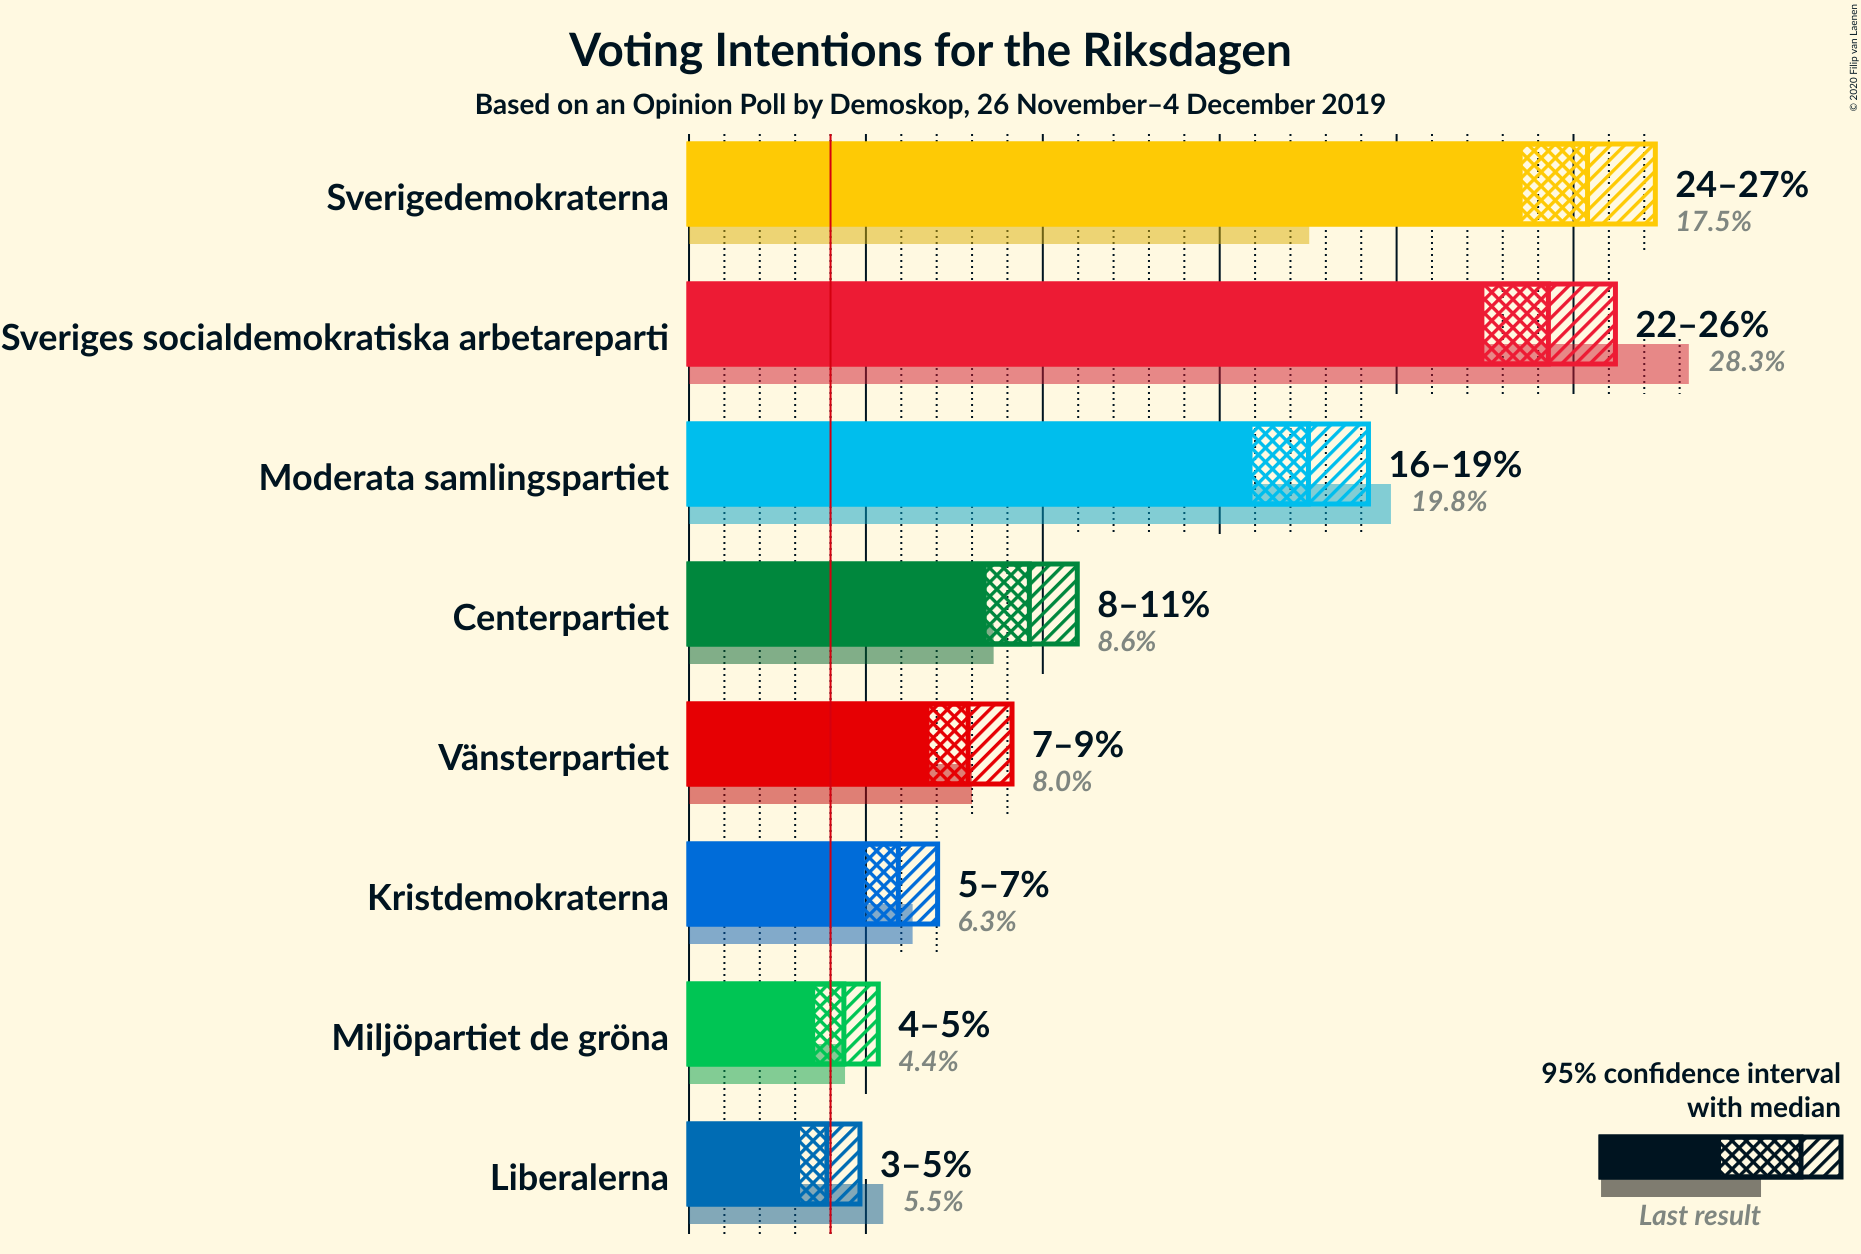 Voting Intentions for the Riksdagen
Based on an Opinion Poll by Demoskop, 26 November–4 December 2019
© 2020 Filip van Laenen
Sverigedemokraterna
24–27%
17.5%
Sveriges socialdemokratiska arbetareparti
22–26%
28.3%
Moderata samlingspartiet
16–19%
19.8%
Centerpartiet
8–11%
8.6%
Vänsterpartiet
7–9%
8.0%
Kristdemokraterna
5–7%
6.3%
Miljöpartiet de gröna
4–5%
4.4%
Liberalerna
3–5%
5.5%
95% confidence interval
with median
Last result